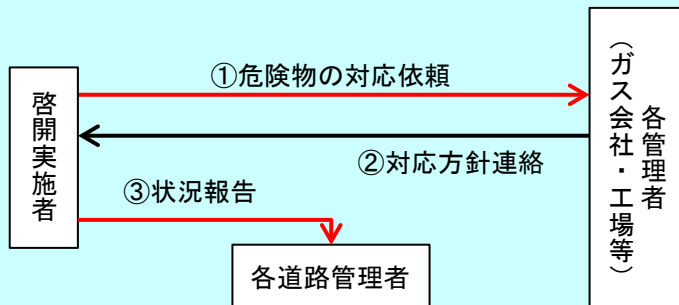 ①危険物の対応依頼
啓開実施者
各管理者
（ガス会社・工場等）
②対応方針連絡
③状況報告
各道路管理者